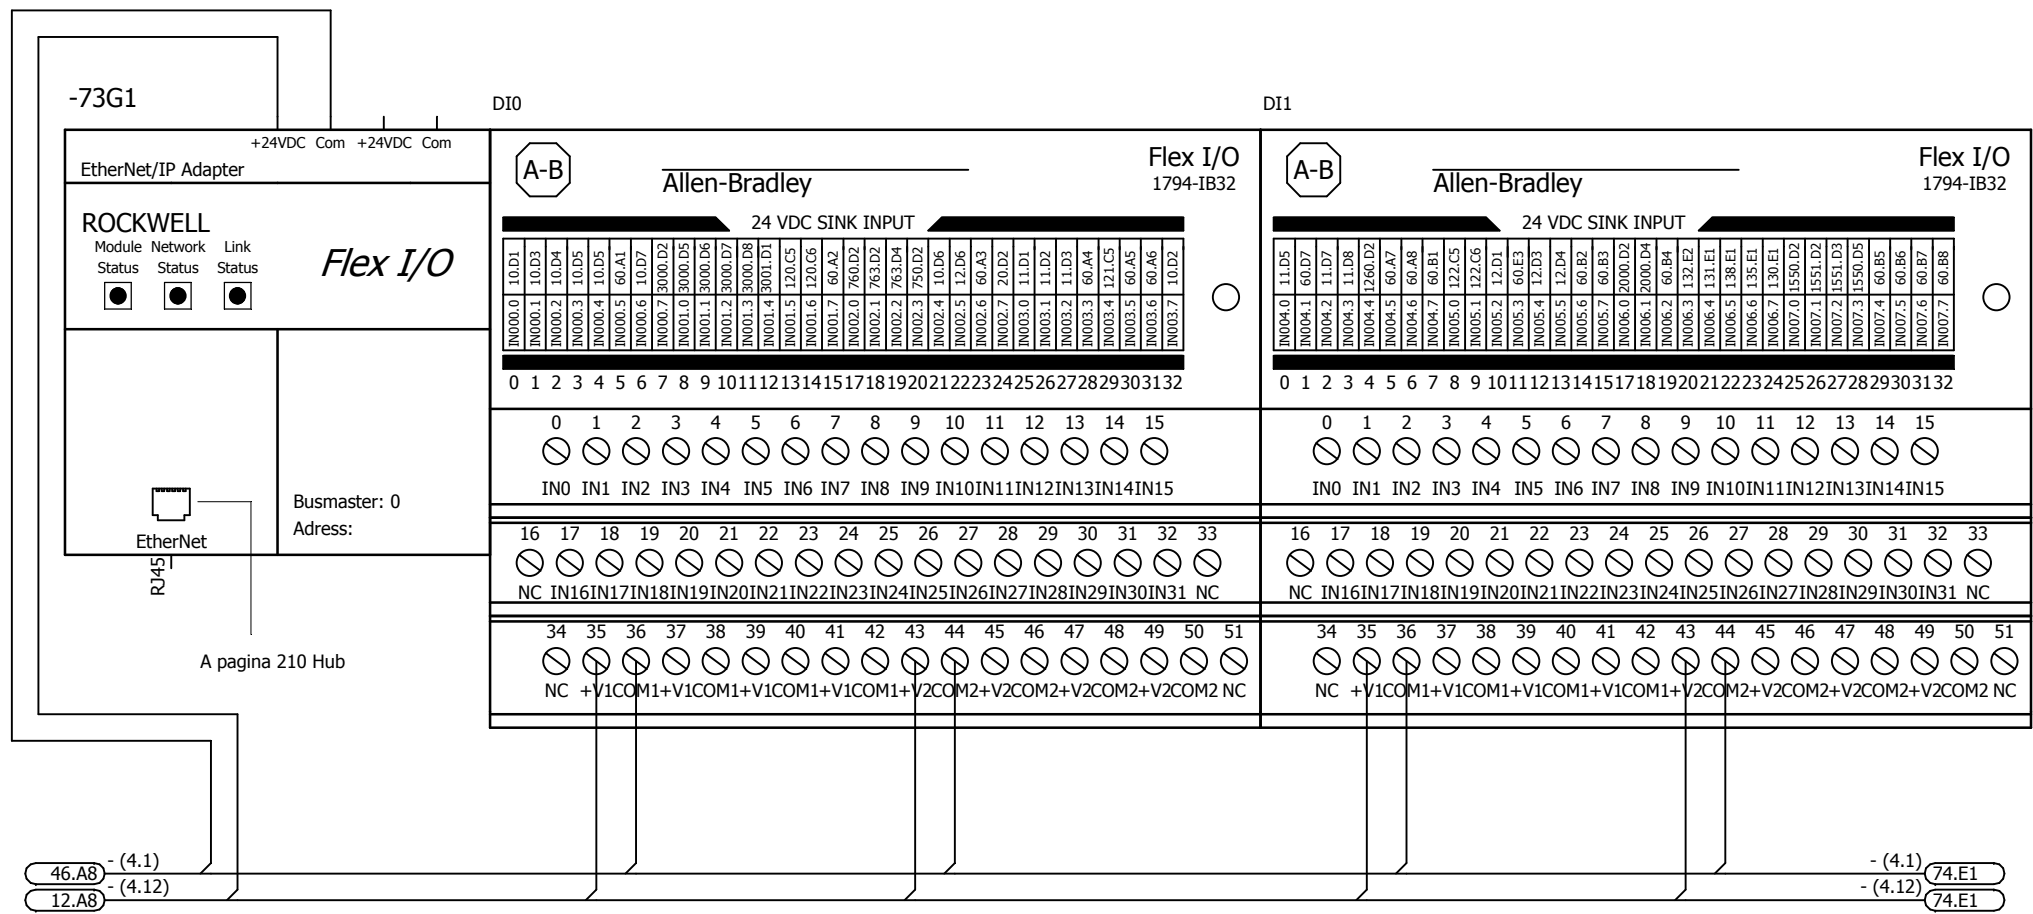 -73G1
DI0
DI1
+24VDC Com +24VDC Com
EtherNet/IP Adapter
ROCKWELL
Module Status
Network Status
Link Status
Flex I/O
Busmaster: 0
Adress:
EtherNet
RJ45
A pagina 210 Hub
A-B
Allen-Bradley
Flex I/O
1794-IB32
24 VDC SINK INPUT
10.D1 10.D3 10.D4 10.D5 10.D5 60.A1 10.D7 3000.D2 3000.D5 3000.D6 3000.D7 3000.D8 3001.D1 120.C5 120.C6 60.A2 760.D2 763.D2 763.D4 750.D2 10.D6 12.D6 60.A3 20.D2 11.D1 11.D2 11.D3 60.A4 121.C5 60.A5 60.A6 10.D2
IN000.0 IN000.1 IN000.2 IN000.3 IN000.4 IN000.5 IN000.6 IN000.7 IN001.0 IN001.1 IN001.2 IN001.3 IN001.4 IN001.5 IN001.6 IN001.7 IN002.0 IN002.1 IN002.2 IN002.3 IN002.4 IN002.5 IN002.6 IN002.7 IN003.0 IN003.1 IN003.2 IN003.3 IN003.4 IN003.5 IN003.6 IN003.7
0 1 2 3 4 5 6 7 8 9 10 11 12 13 14 15 17 18 19 20 21 22 23 24 25 26 27 28 29 30 31 32
0 1 2 3 4 5 6 7 8 9 10 11 12 13 14 15
IN0 IN1 IN2 IN3 IN4 IN5 IN6 IN7 IN8 IN9 IN10 IN11 IN12 IN13 IN14 IN15
16 17 18 19 20 21 22 23 24 25 26 27 28 29 30 31 32 33
NC IN16 IN17 IN18 IN19 IN20 IN21 IN22 IN23 IN24 IN25 IN26 IN27 IN28 IN29 IN30 IN31 NC
34 35 36 37 38 39 40 41 42 43 44 45 46 47 48 49 50 51
NC +V1 COM1 +V1 COM1 +V1 COM1 +V1 COM1 +V2 COM2 +V2 COM2 +V2 COM2 +V2 COM2 NC
A-B
Allen-Bradley
Flex I/O
1794-IB32
24 VDC SINK INPUT
11.D5 60.D7 11.D7 11.D8 1260.D2 60.A7 60.A8 60.B1 122.C5 122.C6 12.D1 60.E3 12.D3 12.D4 60.B2 60.B3 2000.D2 2000.D4 60.B4 132.E2 131.E1 138.E1 135.E1 130.E1 1550.D2 1551.D2 1551.D3 1550.D5 60.B5 60.B6 60.B7 60.B8
IN004.0 IN004.1 IN004.2 IN004.3 IN004.4 IN004.5 IN004.6 IN004.7 IN005.0 IN005.1 IN005.2 IN005.3 IN005.4 IN005.5 IN005.6 IN005.7 IN006.0 IN006.1 IN006.2 IN006.3 IN006.4 IN006.5 IN006.6 IN006.7 IN007.0 IN007.1 IN007.2 IN007.3 IN007.4 IN007.5 IN007.6 IN007.7
0 1 2 3 4 5 6 7 8 9 10 11 12 13 14 15 17 18 19 20 21 22 23 24 25 26 27 28 29 30 31 32
0 1 2 3 4 5 6 7 8 9 10 11 12 13 14 15
IN0 IN1 IN2 IN3 IN4 IN5 IN6 IN7 IN8 IN9 IN10 IN11 IN12 IN13 IN14 IN15
16 17 18 19 20 21 22 23 24 25 26 27 28 29 30 31 32 33
NC IN16 IN17 IN18 IN19 IN20 IN21 IN22 IN23 IN24 IN25 IN26 IN27 IN28 IN29 IN30 IN31 NC
34 35 36 37 38 39 40 41 42 43 44 45 46 47 48 49 50 51
NC +V1 COM1 +V1 COM1 +V1 COM1 +V1 COM1 +V2 COM2 +V2 COM2 +V2 COM2 +V2 COM2 NC
46.A8 - (4.1)
- (4.1) 74.E1
12.A8 - (4.12)
- (4.12) 74.E1